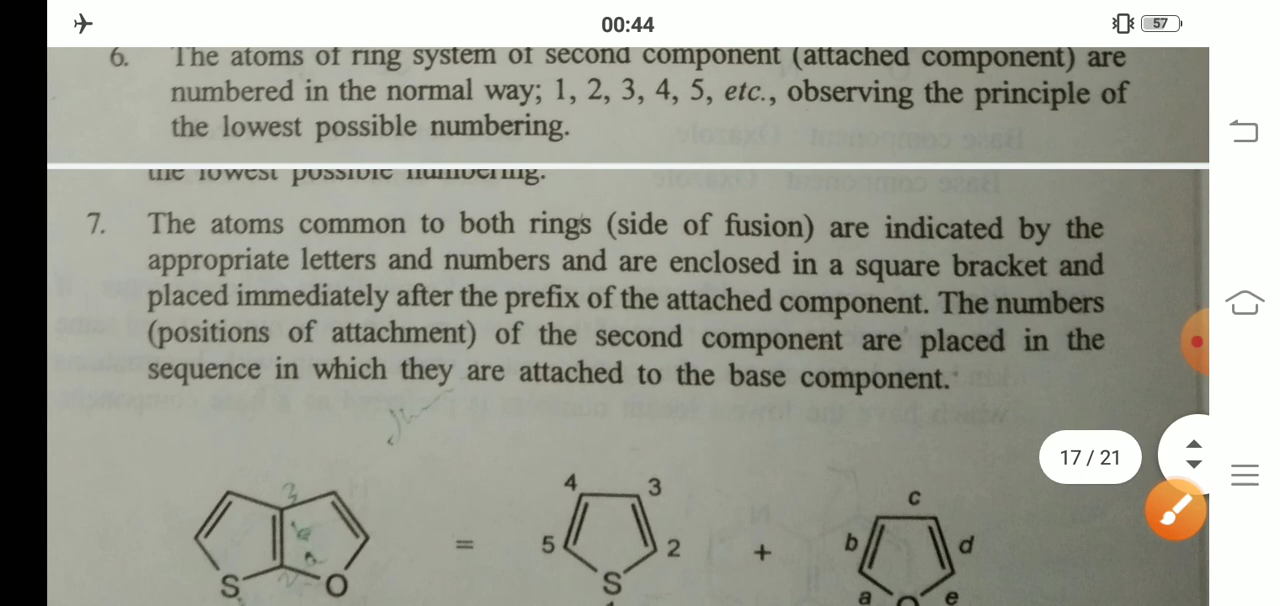 00:44
57
6. The atoms of ring system of second component (attached component) are
numbered in the normal way; 1, 2, 3, 4, 5, etc., observing the principle of
the lowest possible numbering.
the lowest possible numbering.
7. The atoms common to both rings (side of fusion) are indicated by the
appropriate letters and numbers and are enclosed in a square bracket and
placed immediately after the prefix of the attached component. The numbers
(positions of attachment) of the second component are placed in the
sequence in which they are attached to the base component.
17 / 21
4 3 c
3
5 2 b d
= +
S O S a O e